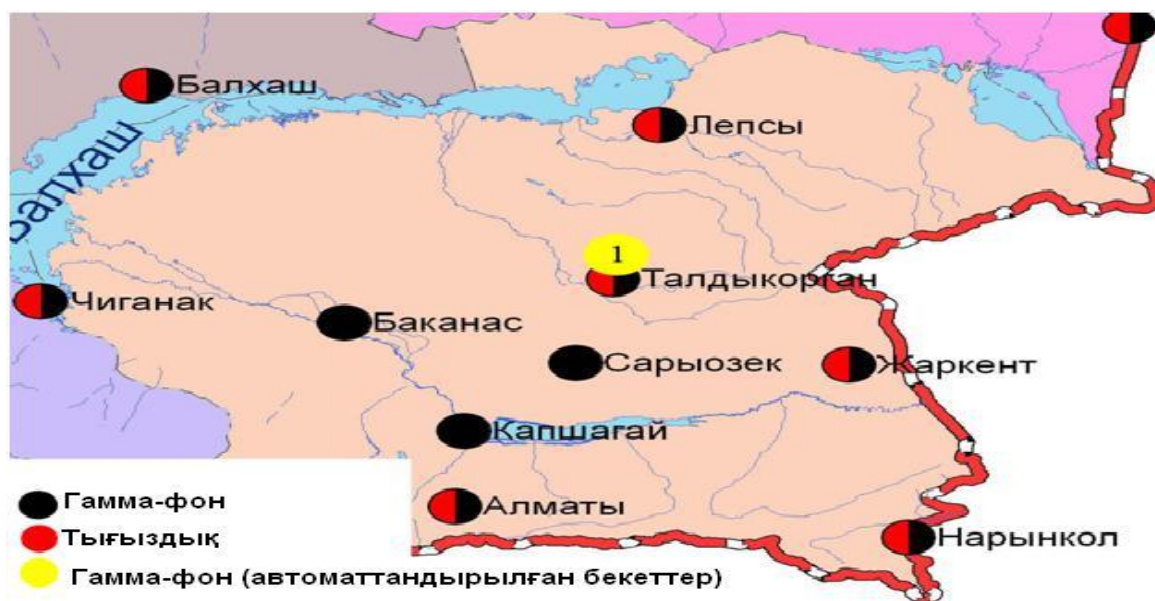 Балхаш
Лепсы
Балхаш
1
Талдыкорган
Чиганак
Баканас
Сарыозек
Жаркент
Капшагай
Алматы
Нарынкол
Гамма-фон
Тығыздық
Гамма-фон (автоматтандырылған бекеттер)